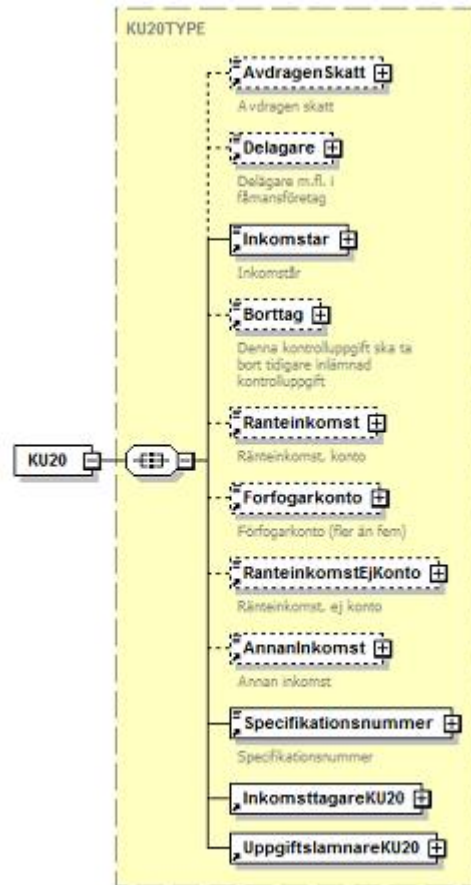 KU20TYPE
AvdragenSkatt
Avdragen skatt
Delagare
Delägare m.fl. i
fåmansföretag
Inkomstar
Inkomstår
Borttag
Denna kontrolluppgift ska ta
bort tidigare inlämnad
kontrolluppgift
Ranteinkomst
Ränteinkomst, konto
KU20
Forfogarkonto
Förfogarkonto (fler än fem)
RanteinkomstEjKonto
Ränteinkomst, ej konto
AnnanInkomst
Annan inkomst
Specifikationsnummer
Specifikationsnummer
InkomsttagareKU20
UppgiftslamnareKU20